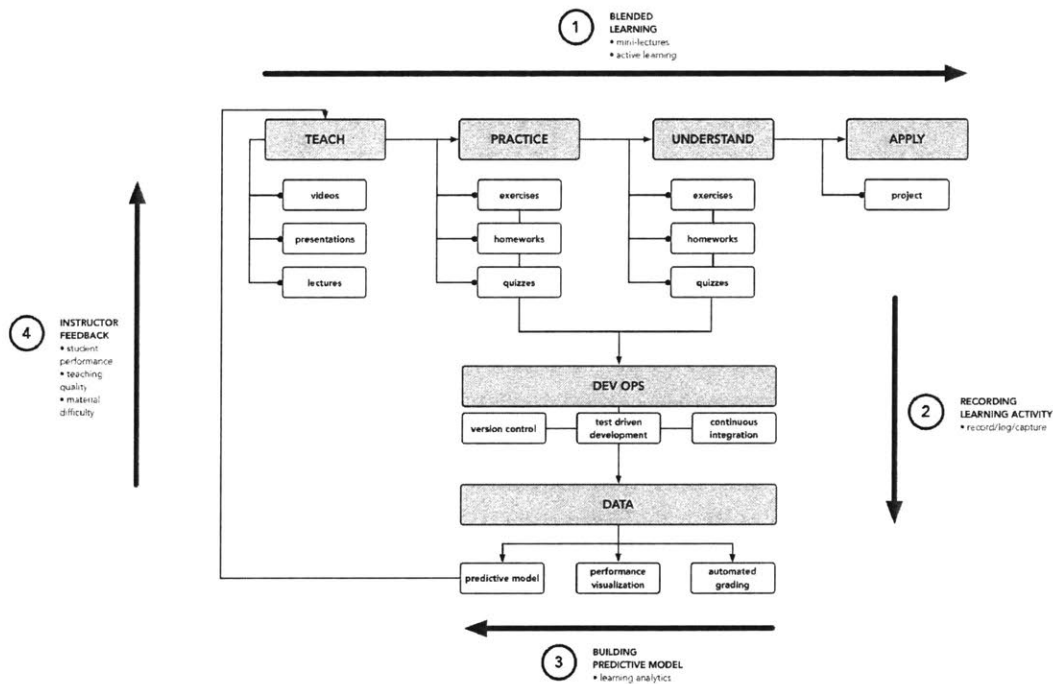 1
BLENDED
LEARNING
• mini-lectures
• active learning
TEACH
PRACTICE
UNDERSTAND
APPLY
videos
exercises
exercises
project
presentations
homeworks
homeworks
lectures
quizzes
quizzes
4
INSTRUCTOR
FEEDBACK
• student
performance
• teaching
quality
• material
difficulty
DEV OPS
version control
test driven
development
continuous
integration
2
RECORDING
LEARNING ACTIVITY
• record/log/capture
DATA
predictive model
performance
visualization
automated
grading
3
BUILDING
PREDICTIVE MODEL
• learning analytics